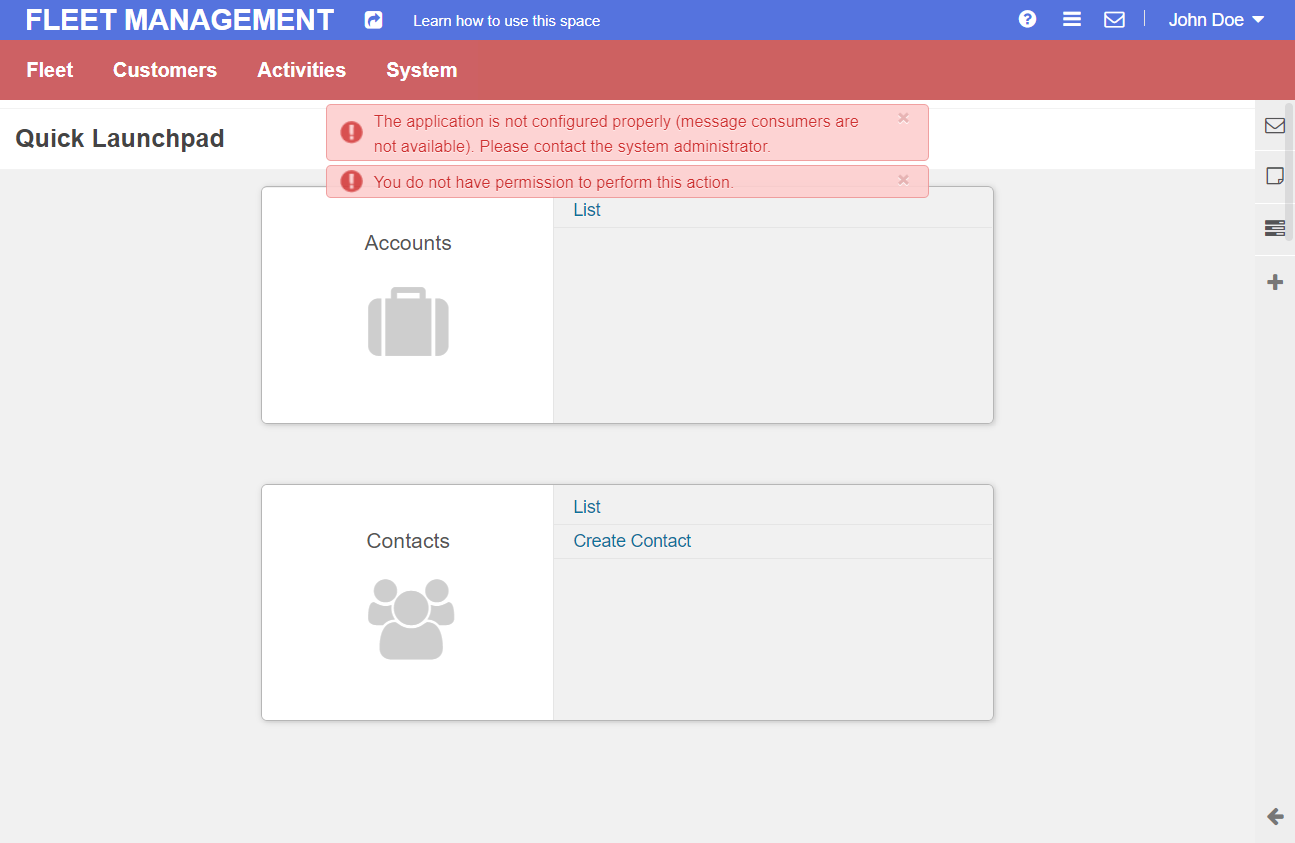 FLEET MANAGEMENT
Learn how to use this space
John Doe
Fleet
Customers
Activities
System
Quick Launchpad
The application is not configured properly (message consumers are
not available). Please contact the system administrator.
You do not have permission to perform this action.
Accounts
List
Contacts
List
Create Contact